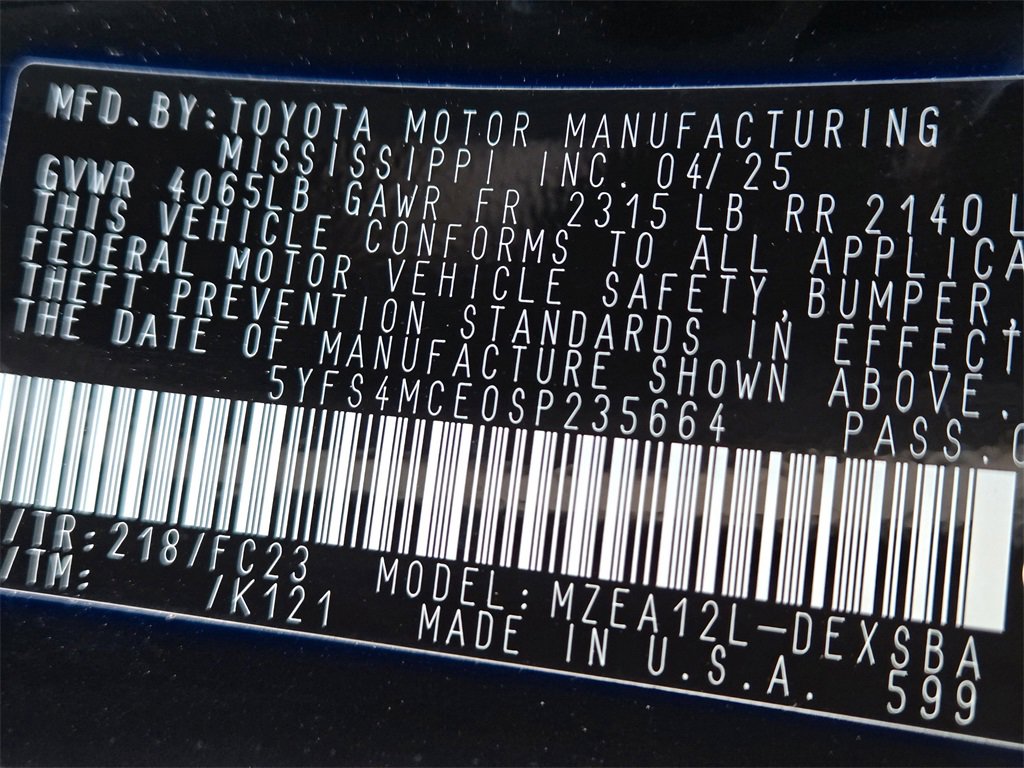 MFD. BY: TOYOTA MOTOR MANUFACTURING
MISSISSIPPI INC. 04/25
GVWR 4065LB GAWR FR 2315 LB RR 2140 L
THIS VEHICLE CONFORMS TO ALL APPLICA
FEDERAL MOTOR VEHICLE SAFETY, BUMPER,
THEFT PREVENTION STANDARDS IN EFFECT
THE DATE OF MANUFACTURE SHOWN ABOVE.
5YFS4MCE0SP235664 PASS. C
/TR: 218/FC23 MODEL: MZEA12L-DEXSBA
/TM: /K121 MADE IN U.S.A. 599